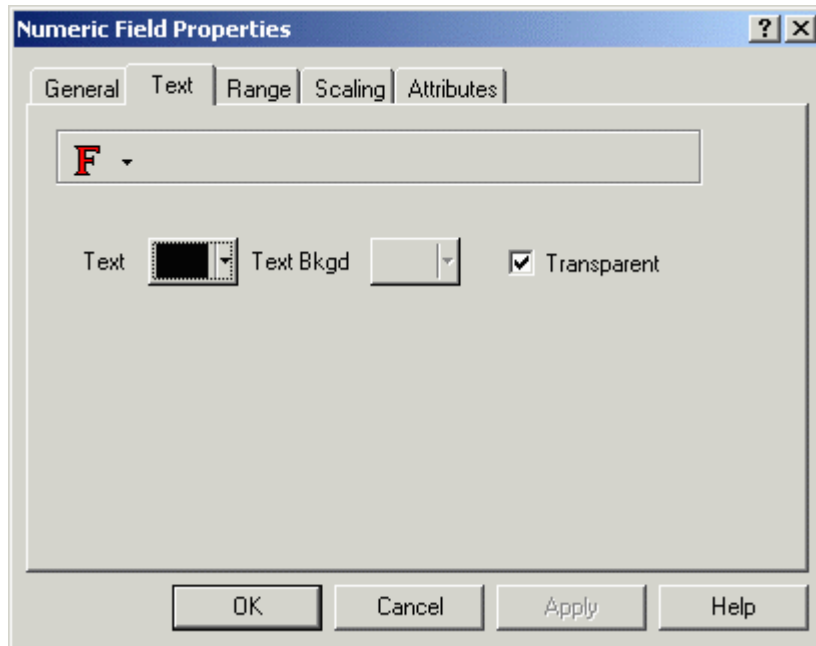 Numeric Field Properties
General Text Range Scaling Attributes
F
Text Text Bkgd Transparent
OK Cancel Apply Help